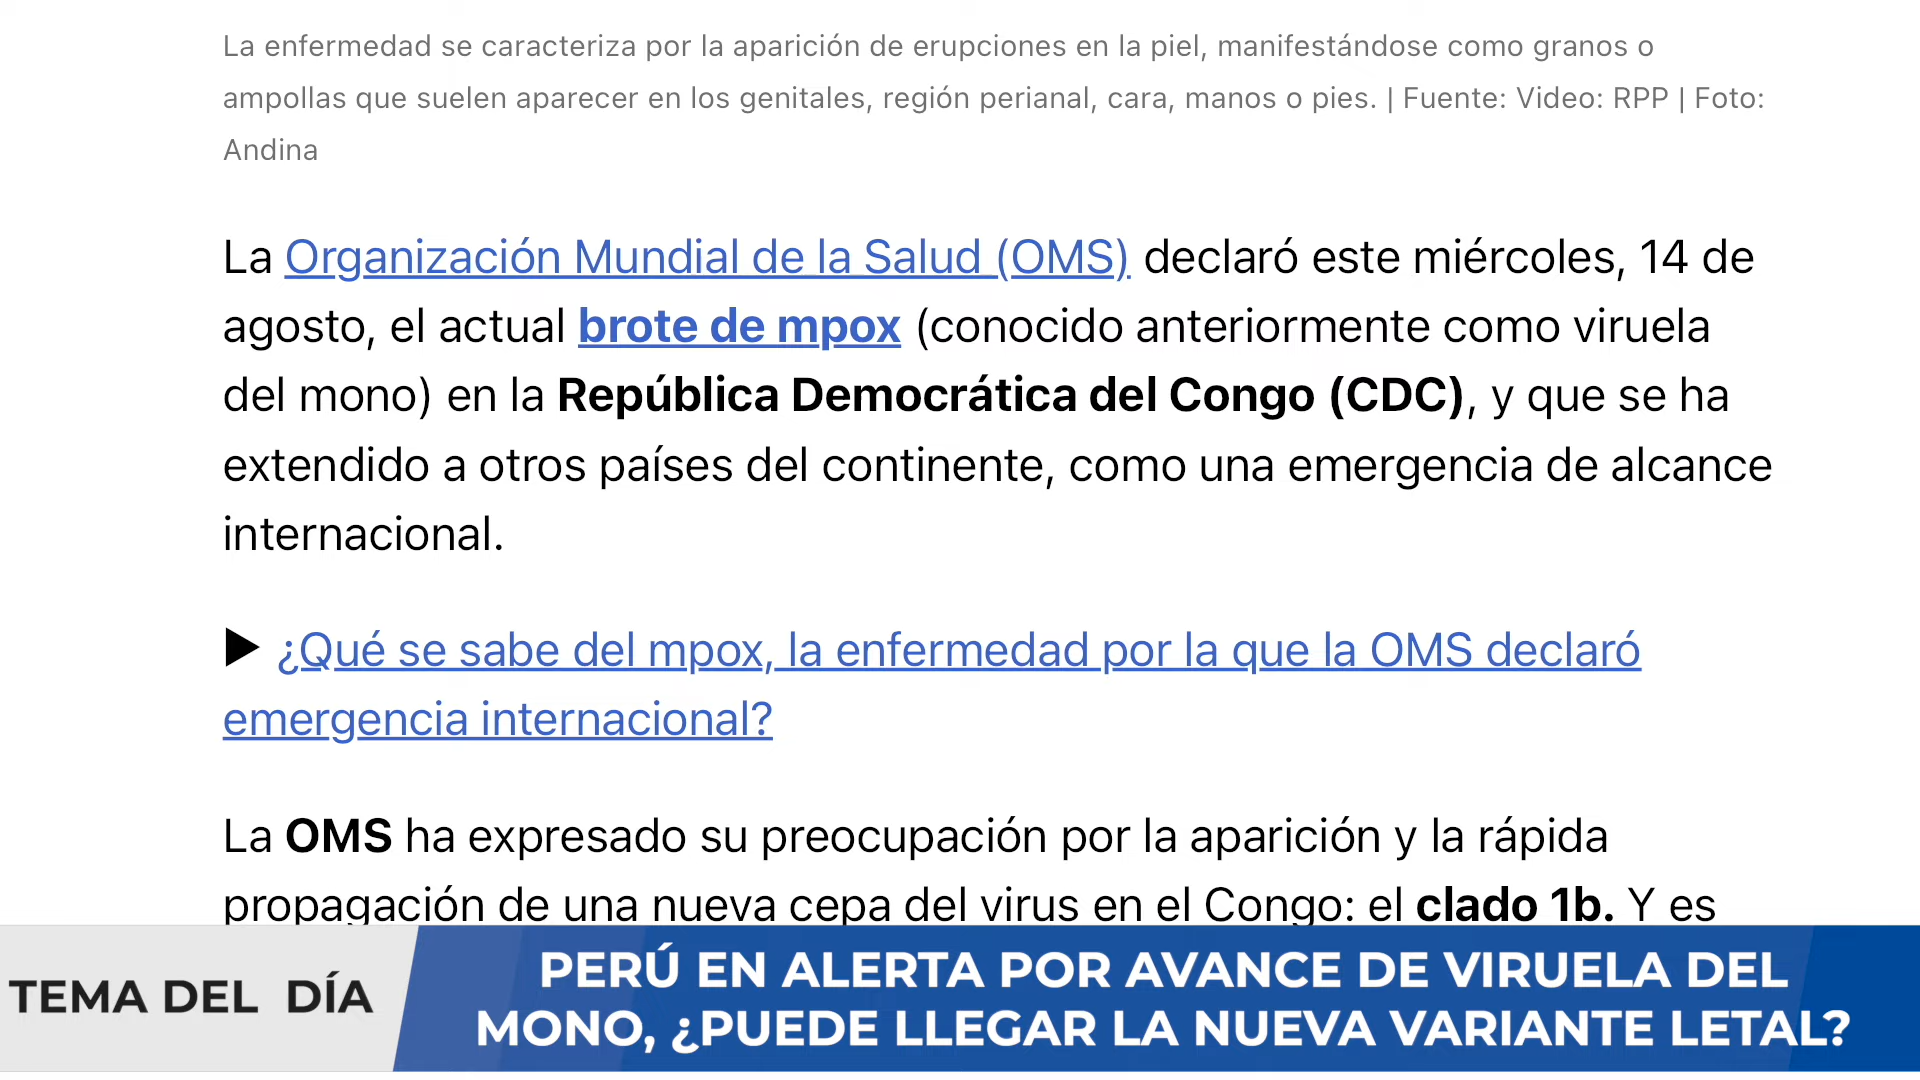 La enfermedad se caracteriza por la aparición de erupciones en la piel, manifestándose como granos o
ampollas que suelen aparecer en los genitales, región perianal, cara, manos o pies. | Fuente: Video: RPP | Foto:
Andina
La Organización Mundial de la Salud (OMS) declaró este miércoles, 14 de
agosto, el actual brote de mpox (conocido anteriormente como viruela
del mono) en la República Democrática del Congo (CDC), y que se ha
extendido a otros países del continente, como una emergencia de alcance
internacional.
▶ ¿Qué se sabe del mpox, la enfermedad por la que la OMS declaró
emergencia internacional?
La OMS ha expresado su preocupación por la aparición y la rápida
propagación de una nueva cepa del virus en el Congo: el clado 1b. Y es
TEMA DEL DÍA
PERÚ EN ALERTA POR AVANCE DE VIRUELA DEL
MONO, ¿PUEDE LLEGAR LA NUEVA VARIANTE LETAL?